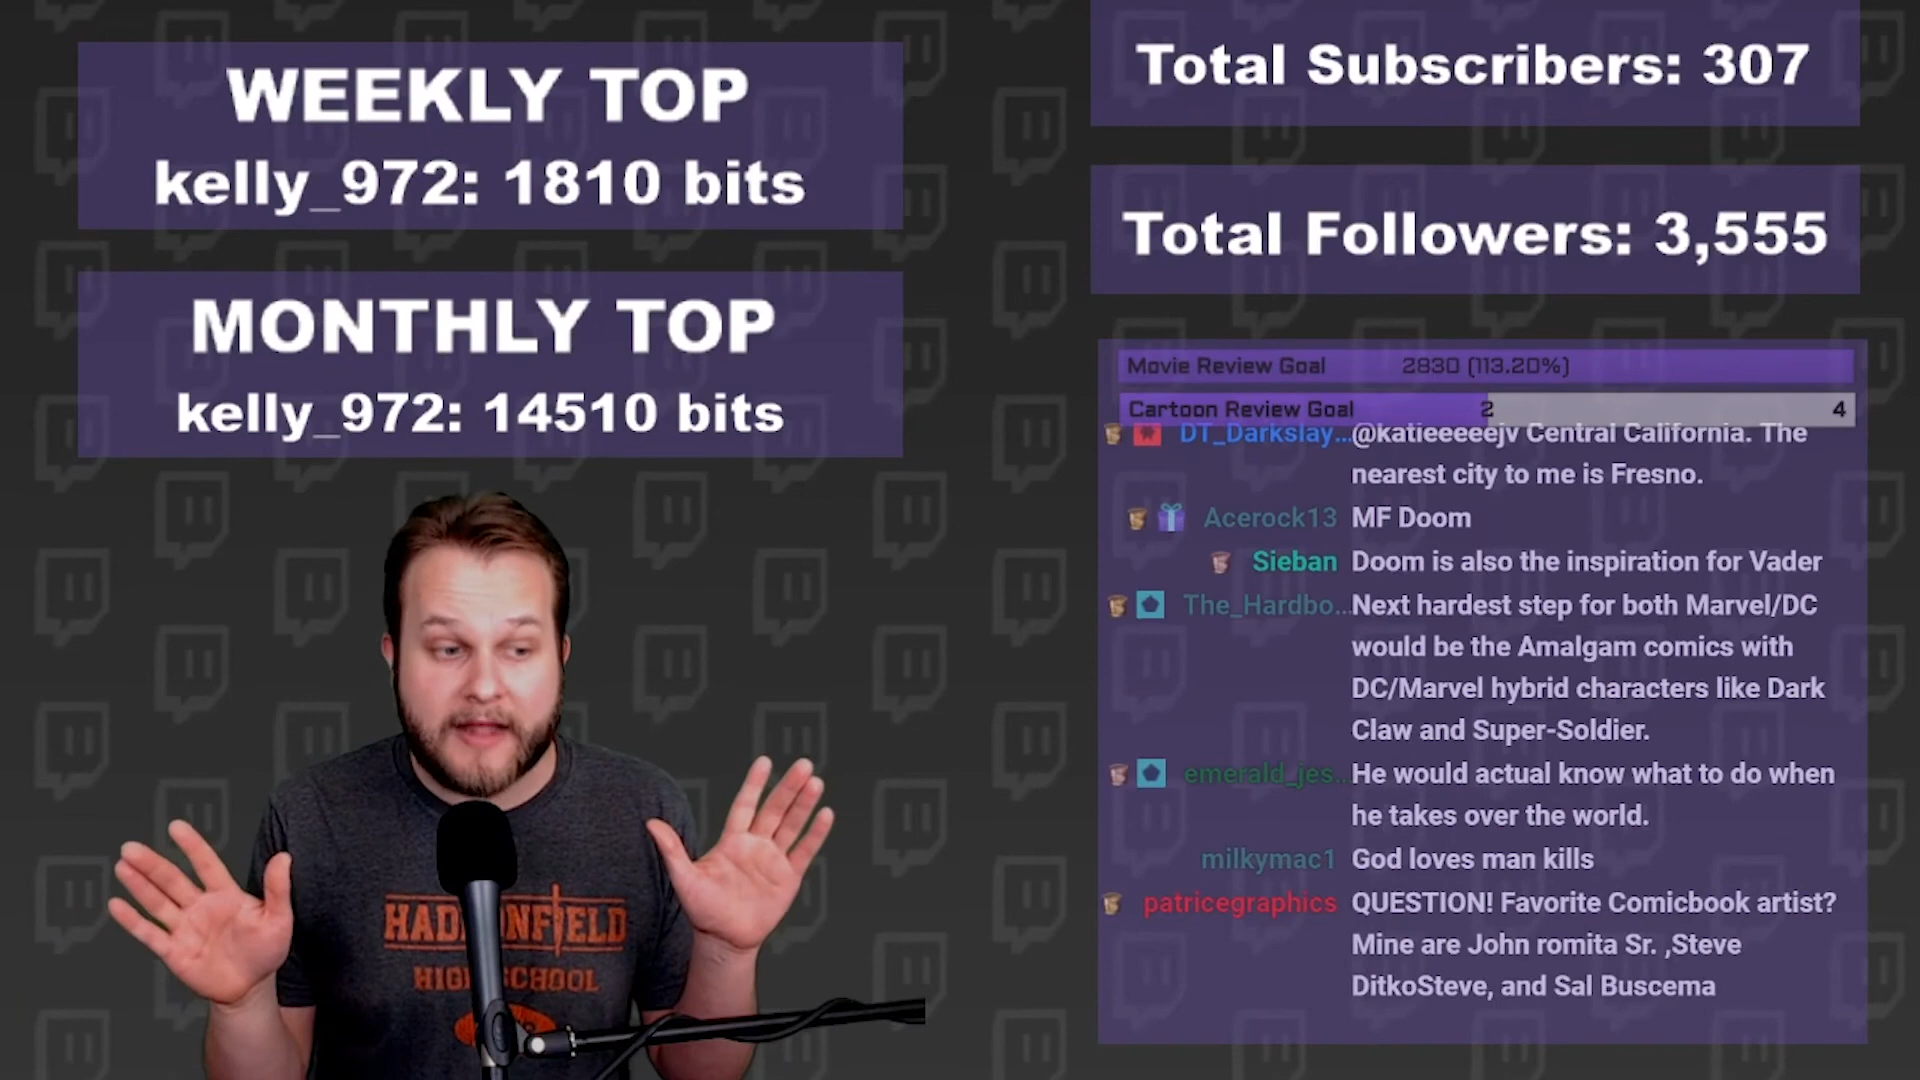 WEEKLY TOP
kelly_972: 1810 bits
MONTHLY TOP
kelly_972: 14510 bits
Total Subscribers: 307
Total Followers: 3,555
Movie Review Goal 2830 (113.20%)
Cartoon Review Goal 2 4
DT_Darkslay... @katieeeeejv Central California. The
nearest city to me is Fresno.
Acerock13 MF Doom
Sieban Doom is also the inspiration for Vader
The_Hardbo... Next hardest step for both Marvel/DC
would be the Amalgam comics with
DC/Marvel hybrid characters like Dark
Claw and Super-Soldier.
emerald_jes... He would actual know what to do when
he takes over the world.
milkymac1 God loves man kills
patricegraphics QUESTION! Favorite Comicbook artist?
Mine are John romita Sr. ,Steve
DitkoSteve, and Sal Buscema
HADDONFIELD
HIGH SCHOOL